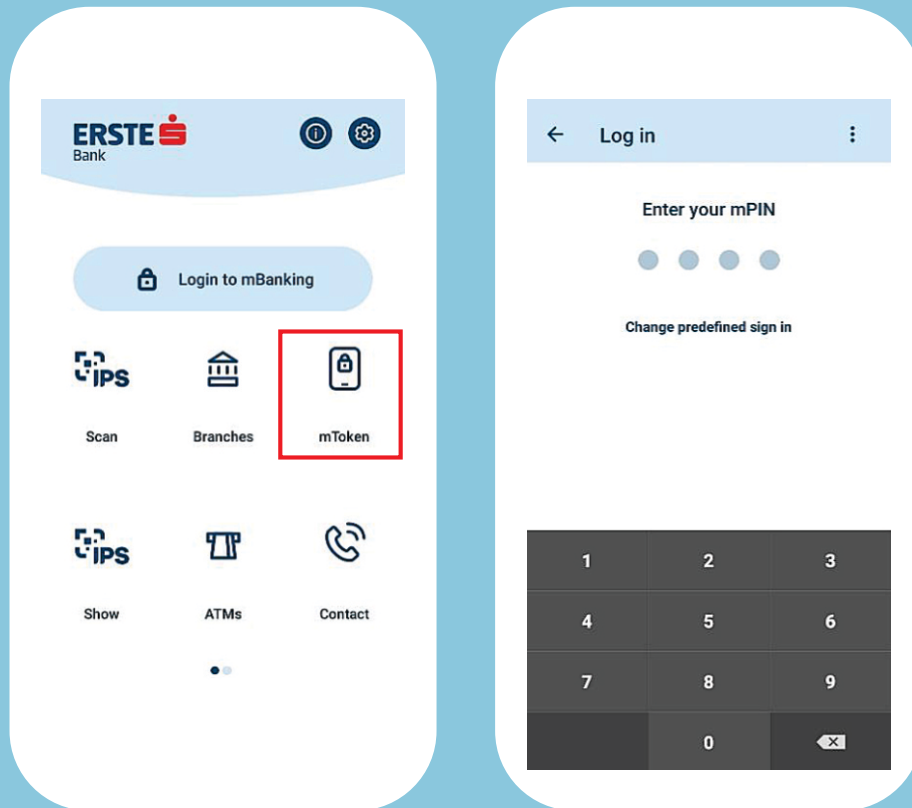 ERSTE
Bank
Login to mBanking
IPS
Scan
Branches
mToken
IPS
Show
ATMs
Contact
Log in
Enter your mPIN
Change predefined sign in
1 2 3
4 5 6
7 8 9
0